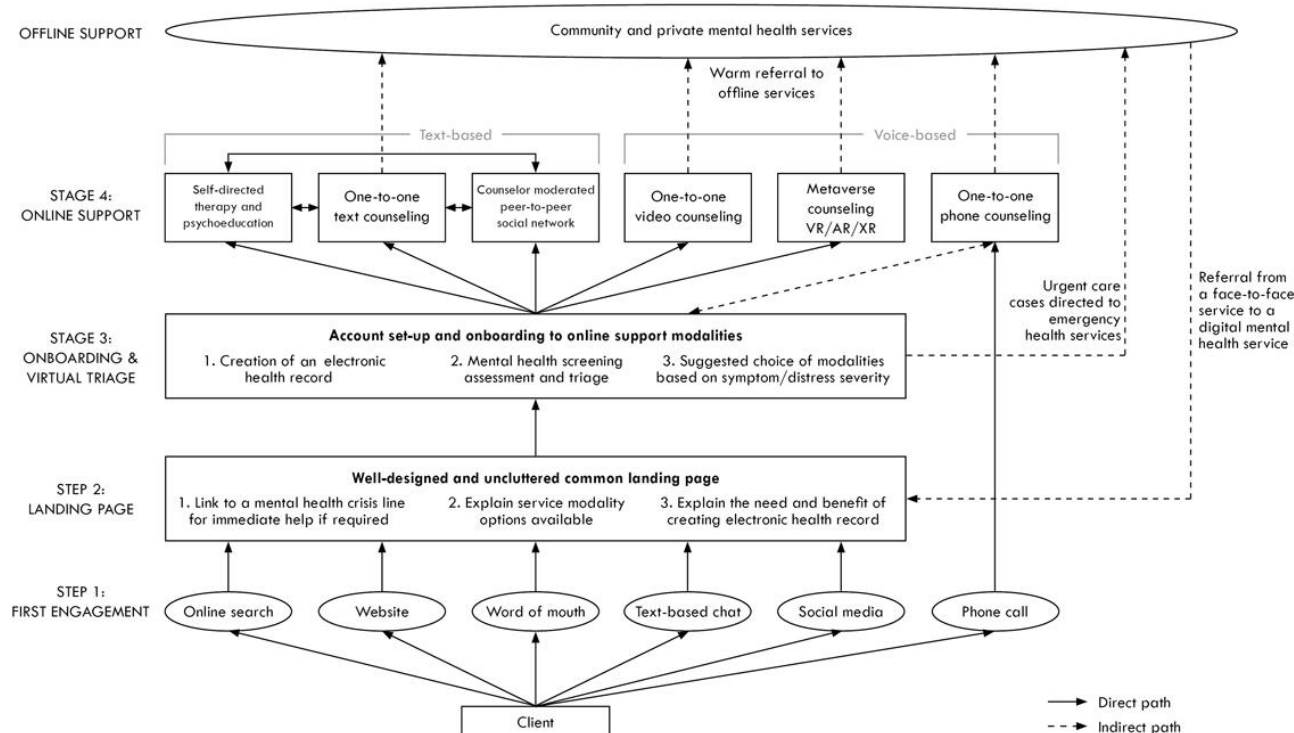 OFFLINE SUPPORT
Community and private mental health services
Warm referral to
offline services
Text-based
Voice-based
STAGE 4:
ONLINE SUPPORT
Self-directed
therapy and
psychoeducation
One-to-one
text counseling
Counselor moderated
peer-to-peer
social network
One-to-one
video counseling
Metaverse
counseling
VR/AR/XR
One-to-one
phone counseling
Urgent care
cases directed to
emergency
health services
Referral from
a face-to-face
service to a
digital mental
health service
STAGE 3:
ONBOARDING &
VIRTUAL TRIAGE
Account set-up and onboarding to online support modalities
1. Creation of an electronic
health record
2. Mental health screening
assessment and triage
3. Suggested choice of modalities
based on symptom/distress severity
STEP 2:
LANDING PAGE
Well-designed and uncluttered common landing page
1. Link to a mental health crisis line
for immediate help if required
2. Explain service modality
options available
3. Explain the need and benefit of
creating electronic health record
STEP 1:
FIRST ENGAGEMENT
Online search
Website
Word of mouth
Text-based chat
Social media
Phone call
Client
Direct path
Indirect path